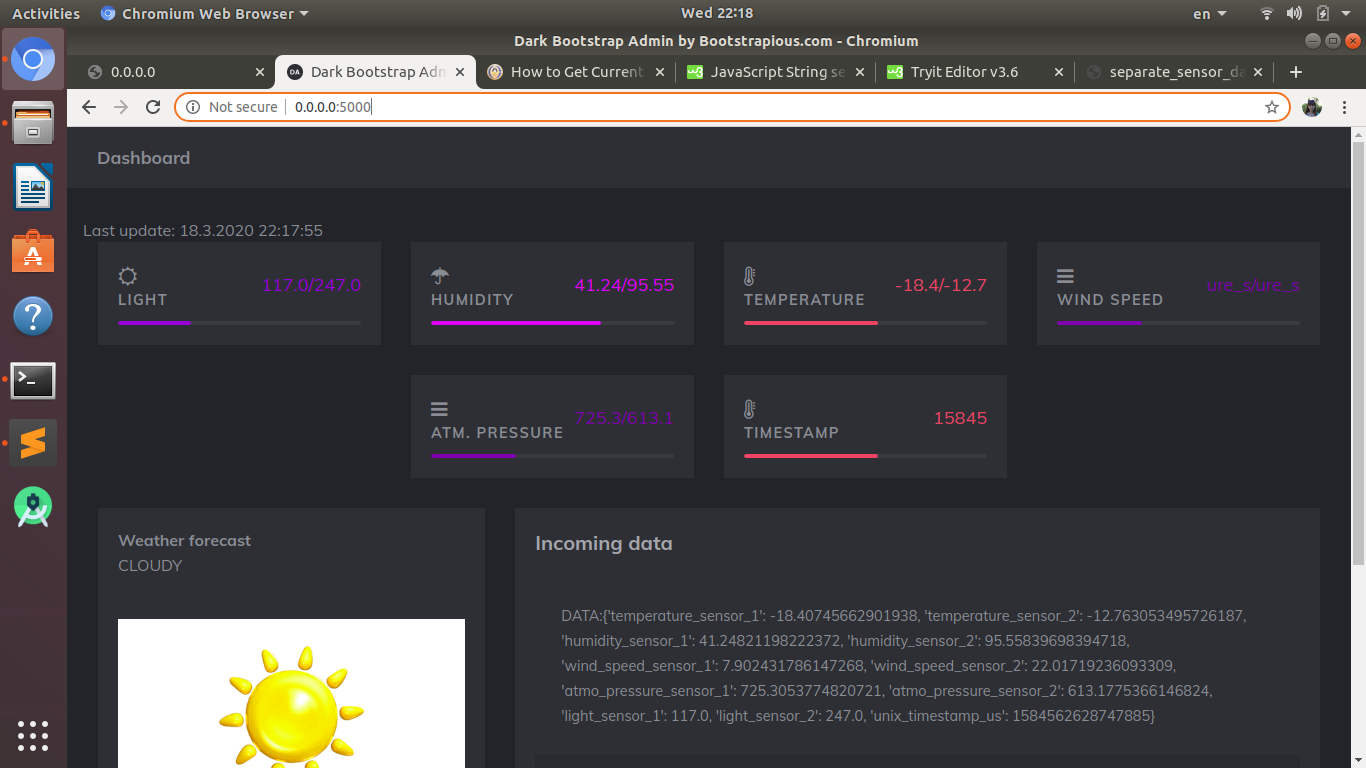 Activities Chromium Web Browser Wed 22:18 en
Dark Bootstrap Admin by Bootstrapious.com - Chromium
0.0.0.0 Dark Bootstrap Adm How to Get Current JavaScript String se Tryit Editor v3.6 separate_sensor_da
Not secure 0.0.0.0:5000
Dashboard
Last update: 18.3.2020 22:17:55
LIGHT 117.0/247.0
HUMIDITY 41.24/95.55
TEMPERATURE -18.4/-12.7
WIND SPEED ure_s/ure_s
ATM. PRESSURE 725.3/613.1
TIMESTAMP 15845
Weather forecast
CLOUDY
Incoming data
DATA:{'temperature_sensor_1': -18.40745662901938, 'temperature_sensor_2': -12.763053495726187,
'humidity_sensor_1': 41.24821198222372, 'humidity_sensor_2': 95.55839698394718,
'wind_speed_sensor_1': 7.902431786147268, 'wind_speed_sensor_2': 22.01719236093309,
'atmo_pressure_sensor_1': 725.3053774820721, 'atmo_pressure_sensor_2': 613.1775366146824,
'light_sensor_1': 117.0, 'light_sensor_2': 247.0, 'unix_timestamp_us': 1584562628747885}